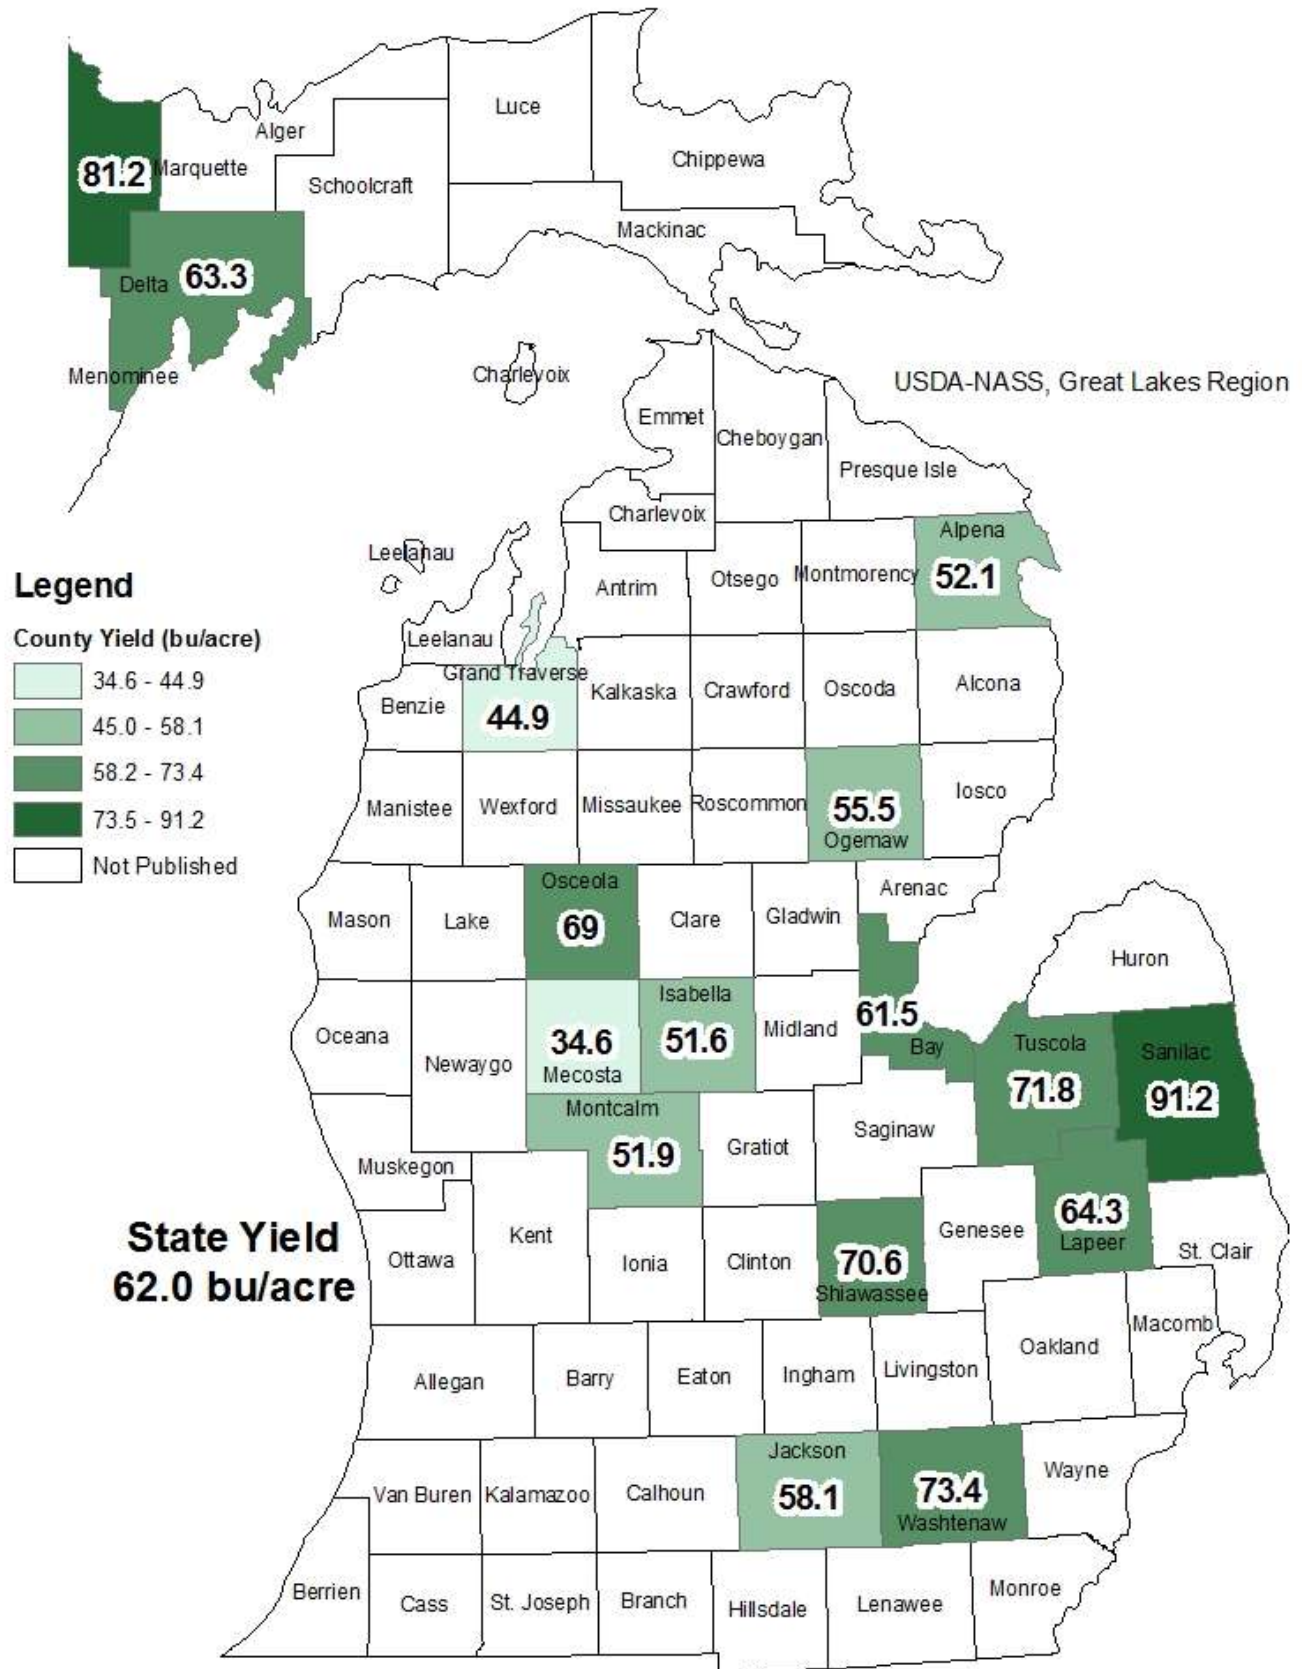 Luce
Alger
Chippewa
81.2
Marquette
Schoolcraft
Mackinac
Delta
63.3
Menominee
Charlevoix
USDA-NASS, Great Lakes Region
Emmet
Cheboygan
Presque Isle
Charlevoix
Alpena
Leelanau
Legend
Antrim
Otsego
Montmorency
52.1
County Yield (bu/acre)
Leelanau
34.6 - 44.9
Grand Traverse
Kalkaska
Crawford
Oscoda
Alcona
Benzie
44.9
45.0 - 58.1
58.2 - 73.4
Manistee
Wexford
Missaukee
Roscommon
55.5
Iosco
73.5 - 91.2
Ogemaw
Not Published
Osceola
Arenac
Mason
Lake
69
Clare
Gladwin
Huron
Isabella
61.5
Oceana
34.6
51.6
Midland
Bay
Tuscola
Sanilac
Newaygo
Mecosta
71.8
91.2
Montcalm
Gratiot
Saginaw
Muskegon
51.9
64.3
State Yield
62.0 bu/acre
Kent
Genesee
Lapeer
St. Clair
Ottawa
Ionia
Clinton
70.6
Shiawassee
Macomb
Oakland
Allegan
Barry
Eaton
Ingham
Livingston
Jackson
Wayne
Van Buren
Kalamazoo
Calhoun
58.1
73.4
Washtenaw
Berrien
Cass
St. Joseph
Branch
Hillsdale
Lenawee
Monroe